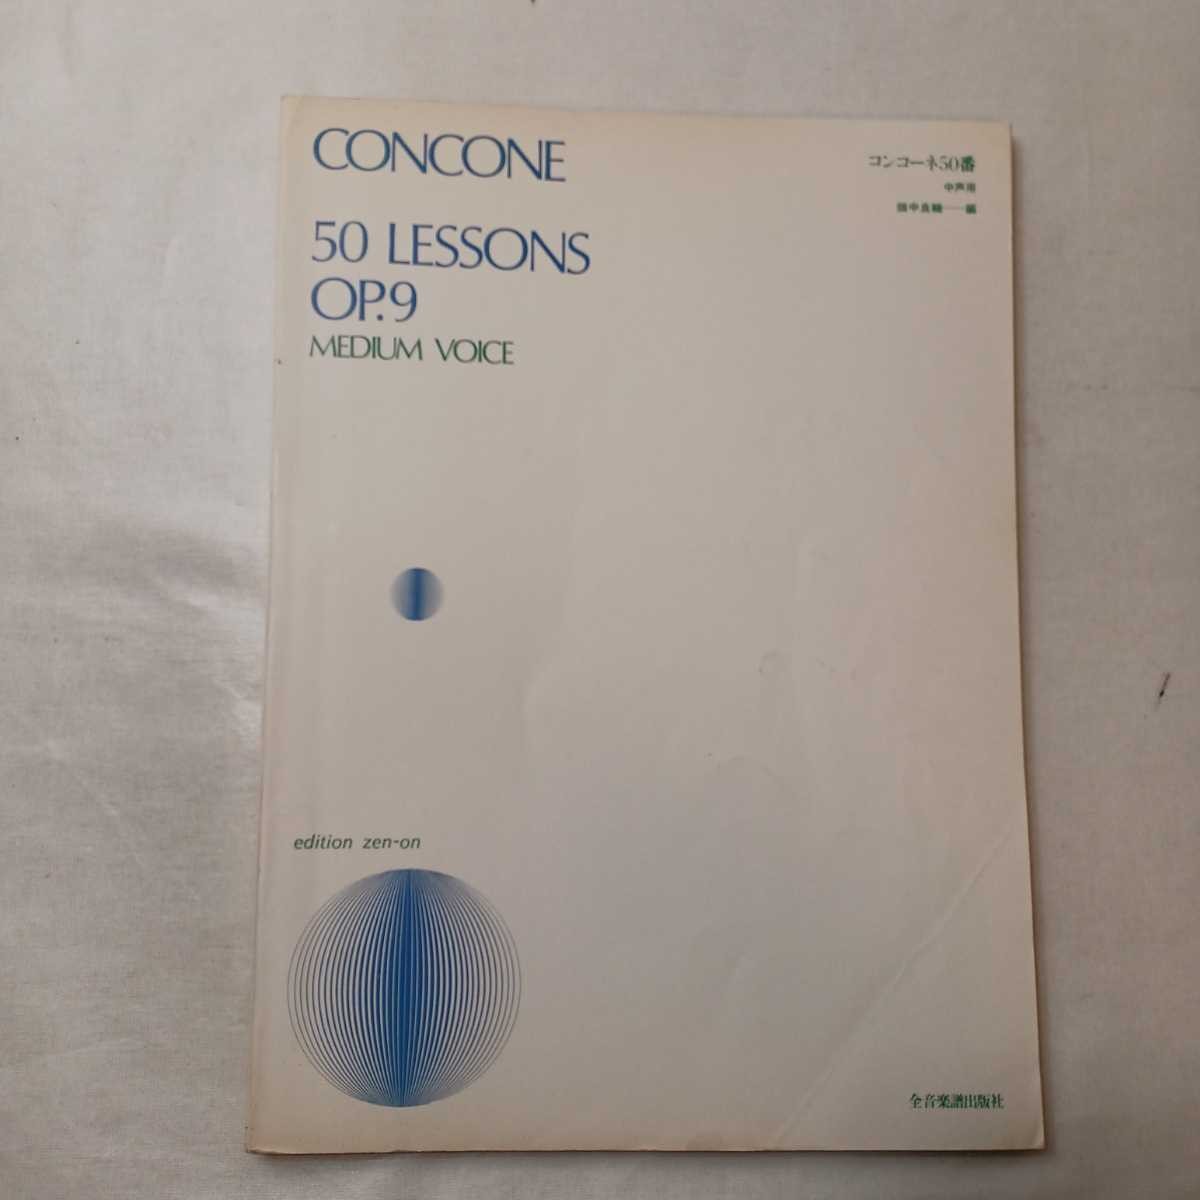 CONCONE
50 LESSONS
OP.9
MEDIUM VOICE
コンコーネ50番
中声用
畑中良輔──編
edition zen-on
全音楽譜出版社